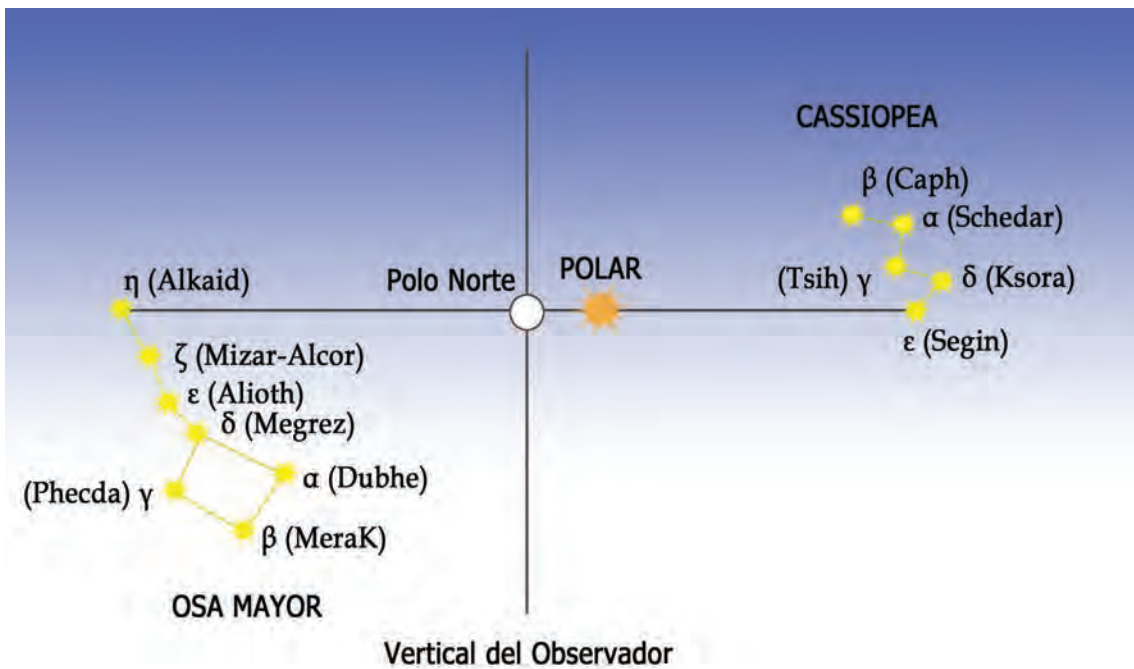 CASSIOPEA
β (Caph)
α (Schedar)
η (Alkaid)
Polo Norte
POLAR
(Tsih) γ
δ (Ksora)
ζ (Mizar-Alcor)
ε (Segin)
ε (Alioth)
δ (Megrez)
α (Dubhe)
(Phecda) γ
β (MeraK)
OSA MAYOR
Vertical del Observador